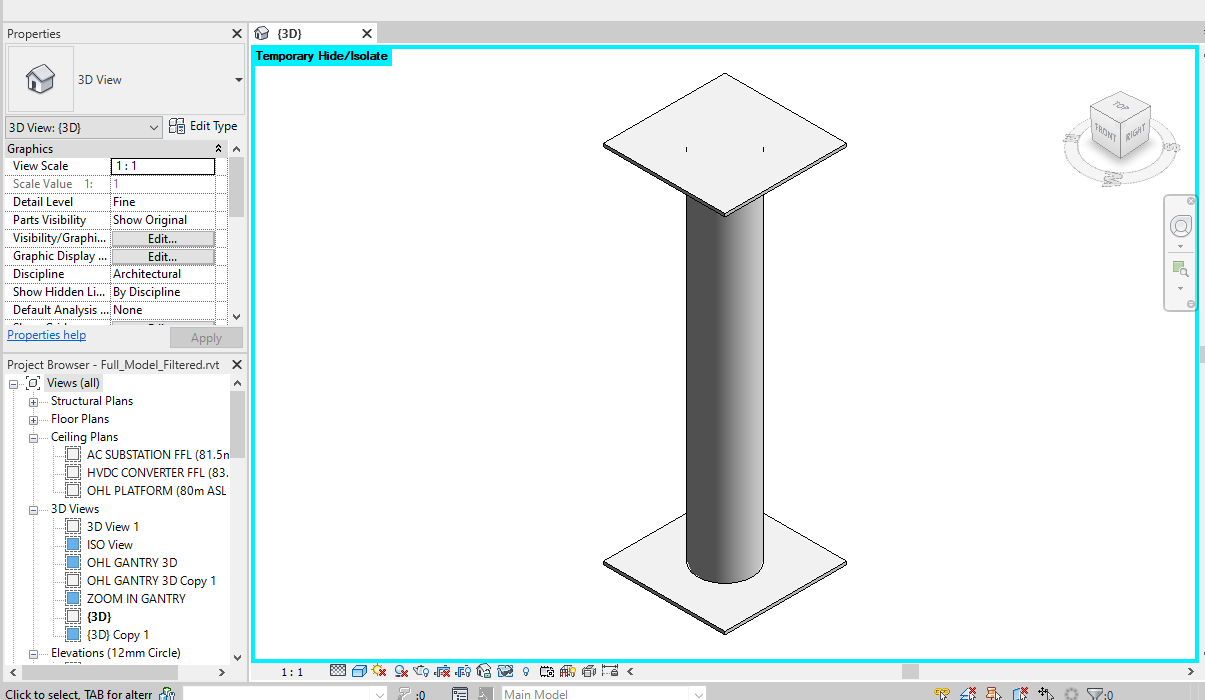 Properties
3D View
3D View: {3D}
Edit Type
Graphics
View Scale 1 : 1
Scale Value 1: 1
Detail Level Fine
Parts Visibility Show Original
Visibility/Graphi... Edit...
Graphic Display ... Edit...
Discipline Architectural
Show Hidden Li... By Discipline
Default Analysis ... None
Properties help
Apply
Project Browser - Full_Model_Filtered.rvt
Views (all)
Structural Plans
Floor Plans
Ceiling Plans
AC SUBSTATION FFL (81.5m
HVDC CONVERTER FFL (83.
OHL PLATFORM (80m ASL
3D Views
3D View 1
ISO View
OHL GANTRY 3D
OHL GANTRY 3D Copy 1
ZOOM IN GANTRY
{3D}
{3D} Copy 1
Elevations (12mm Circle)
{3D}
Temporary Hide/Isolate
TOP
FRONT
RIGHT
1 : 1
Click to select, TAB for altern
:0
Main Model
:0